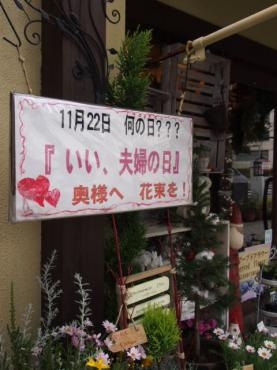 11月22日 何の日???
『いい、夫婦の日』
奥様へ 花束を!